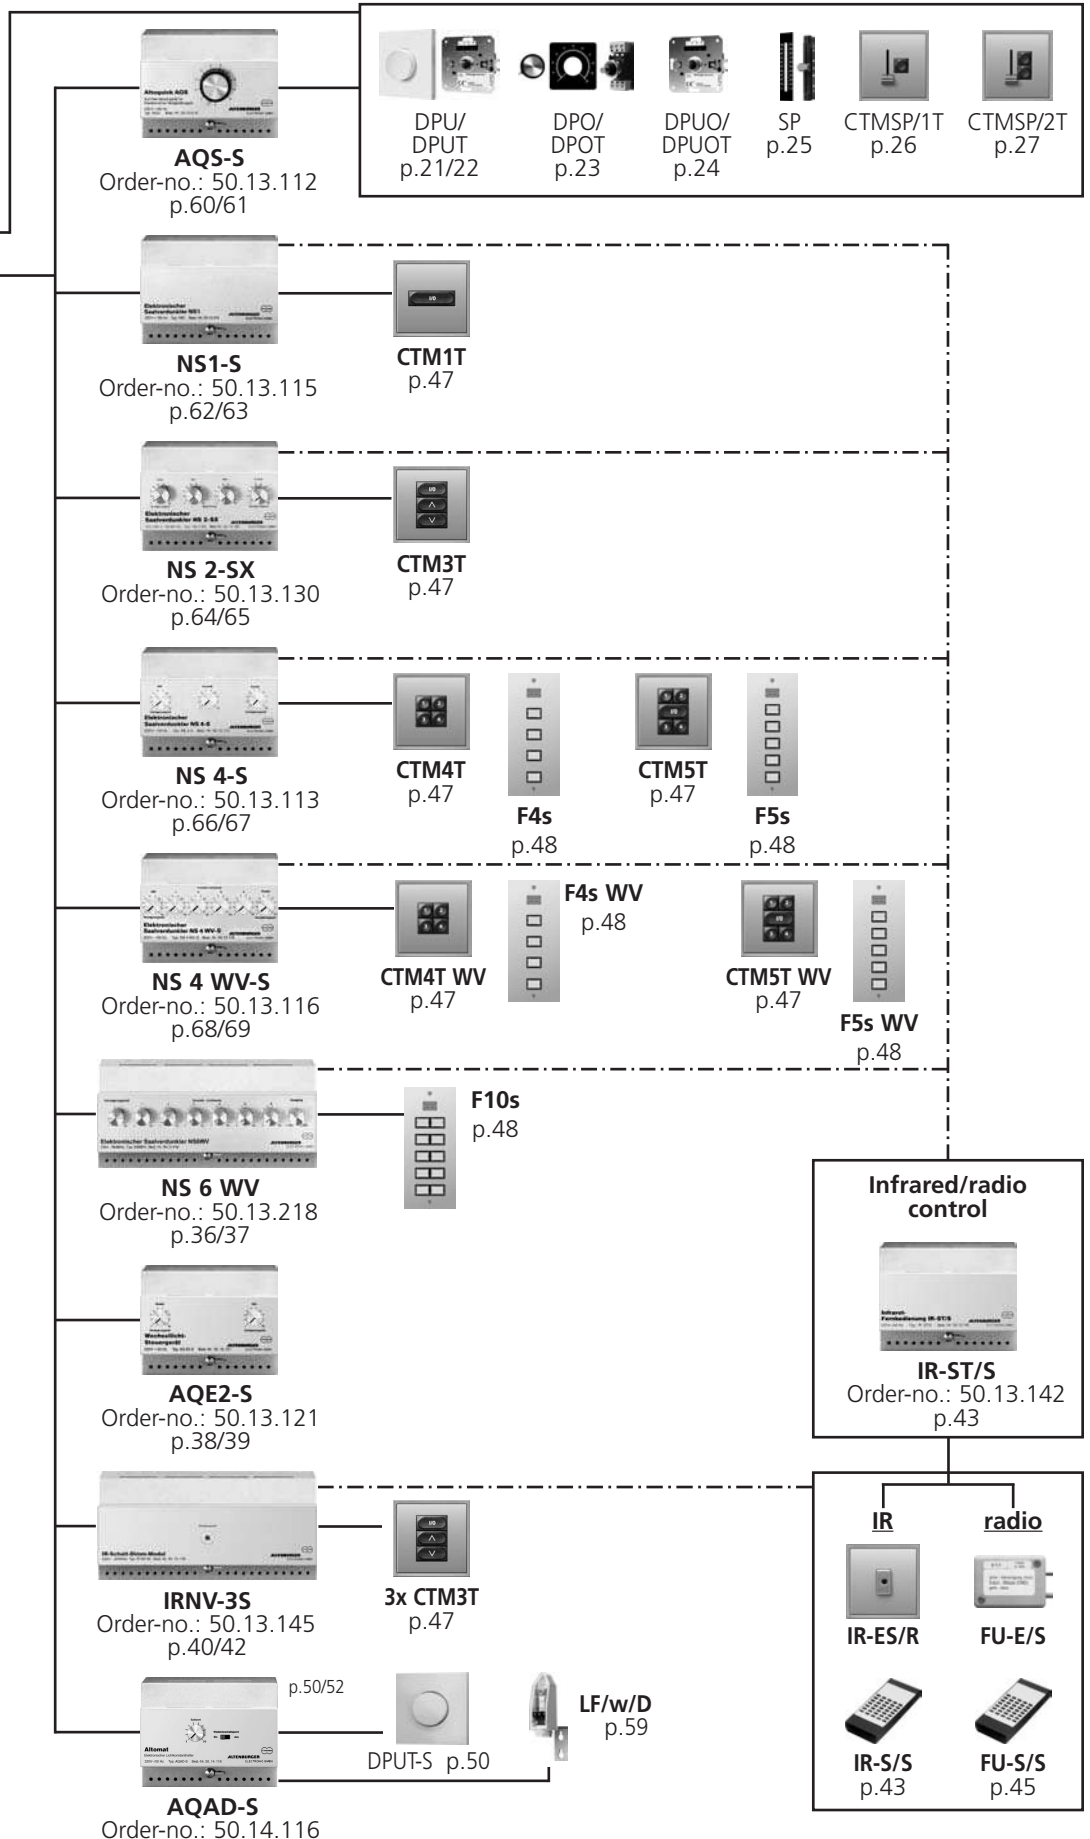 DPU/
DPUT
p.21/22
DPO/
DPOT
p.23
DPUO/
DPUOT
p.24
SP
p.25
CTMSP/1T
p.26
CTMSP/2T
p.27
AQS-S
Order-no.: 50.13.112
p.60/61
NS1-S
Order-no.: 50.13.115
p.62/63
CTM1T
p.47
NS 2-SX
Order-no.: 50.13.130
p.64/65
CTM3T
p.47
NS 4-S
Order-no.: 50.13.113
p.66/67
CTM4T
p.47
F4s
p.48
CTM5T
p.47
F5s
p.48
NS 4 WV-S
Order-no.: 50.13.116
p.68/69
CTM4T WV
p.47
F4s WV
p.48
CTM5T WV
p.47
F5s WV
p.48
NS 6 WV
Order-no.: 50.13.218
p.36/37
F10s
p.48
Infrared/radio
control
IR-ST/S
Order-no.: 50.13.142
p.43
AQE2-S
Order-no.: 50.13.121
p.38/39
IRNV-3S
Order-no.: 50.13.145
p.40/42
3x CTM3T
p.47
IR
radio
IR-ES/R
FU-E/S
IR-S/S
p.43
FU-S/S
p.45
p.50/52
DPUT-S p.50
LF/w/D
p.59
AQAD-S
Order-no.: 50.14.116